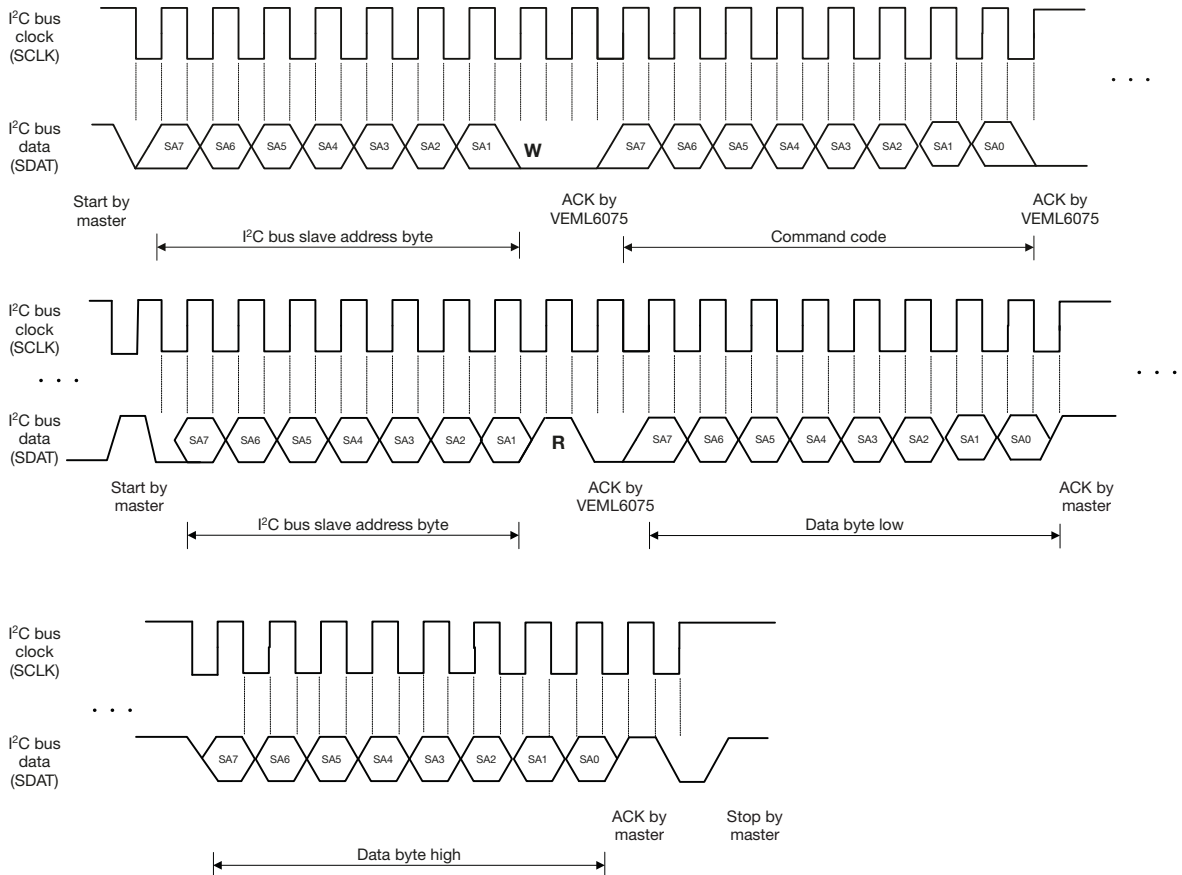 I²C bus
clock
(SCLK)
. . .
I²C bus
data
(SDAT)
SA7 SA6 SA5 SA4 SA3 SA2 SA1 W SA7 SA6 SA5 SA4 SA3 SA2 SA1 SA0
Start by
master
ACK by
VEML6075
ACK by
VEML6075
I²C bus slave address byte
Command code
I²C bus
clock
(SCLK)
. . .
. . .
I²C bus
data
(SDAT)
SA7 SA6 SA5 SA4 SA3 SA2 SA1 R SA7 SA6 SA5 SA4 SA3 SA2 SA1 SA0
Start by
master
ACK by
VEML6075
ACK by
master
I²C bus slave address byte
Data byte low
I²C bus
clock
(SCLK)
. . .
I²C bus
data
(SDAT)
SA7 SA6 SA5 SA4 SA3 SA2 SA1 SA0
ACK by
master
Stop by
master
Data byte high